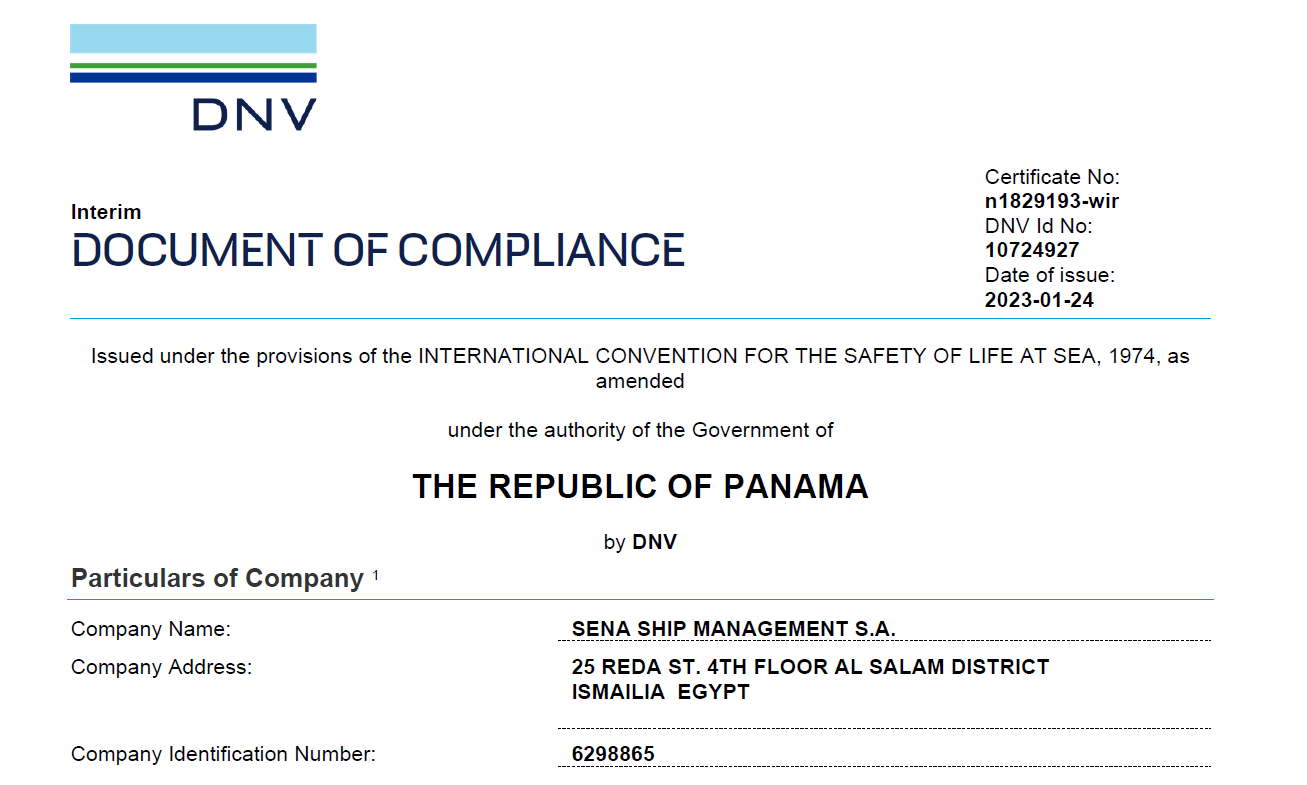 DNV
Interim
DOCUMENT OF COMPLIANCE
Certificate No:
n1829193-wir
DNV Id No:
10724927
Date of issue:
2023-01-24
Issued under the provisions of the INTERNATIONAL CONVENTION FOR THE SAFETY OF LIFE AT SEA, 1974, as
amended
under the authority of the Government of
THE REPUBLIC OF PANAMA
by DNV
Particulars of Company 1
Company Name: SENA SHIP MANAGEMENT S.A.
Company Address: 25 REDA ST. 4TH FLOOR AL SALAM DISTRICT
ISMAILIA EGYPT
Company Identification Number: 6298865